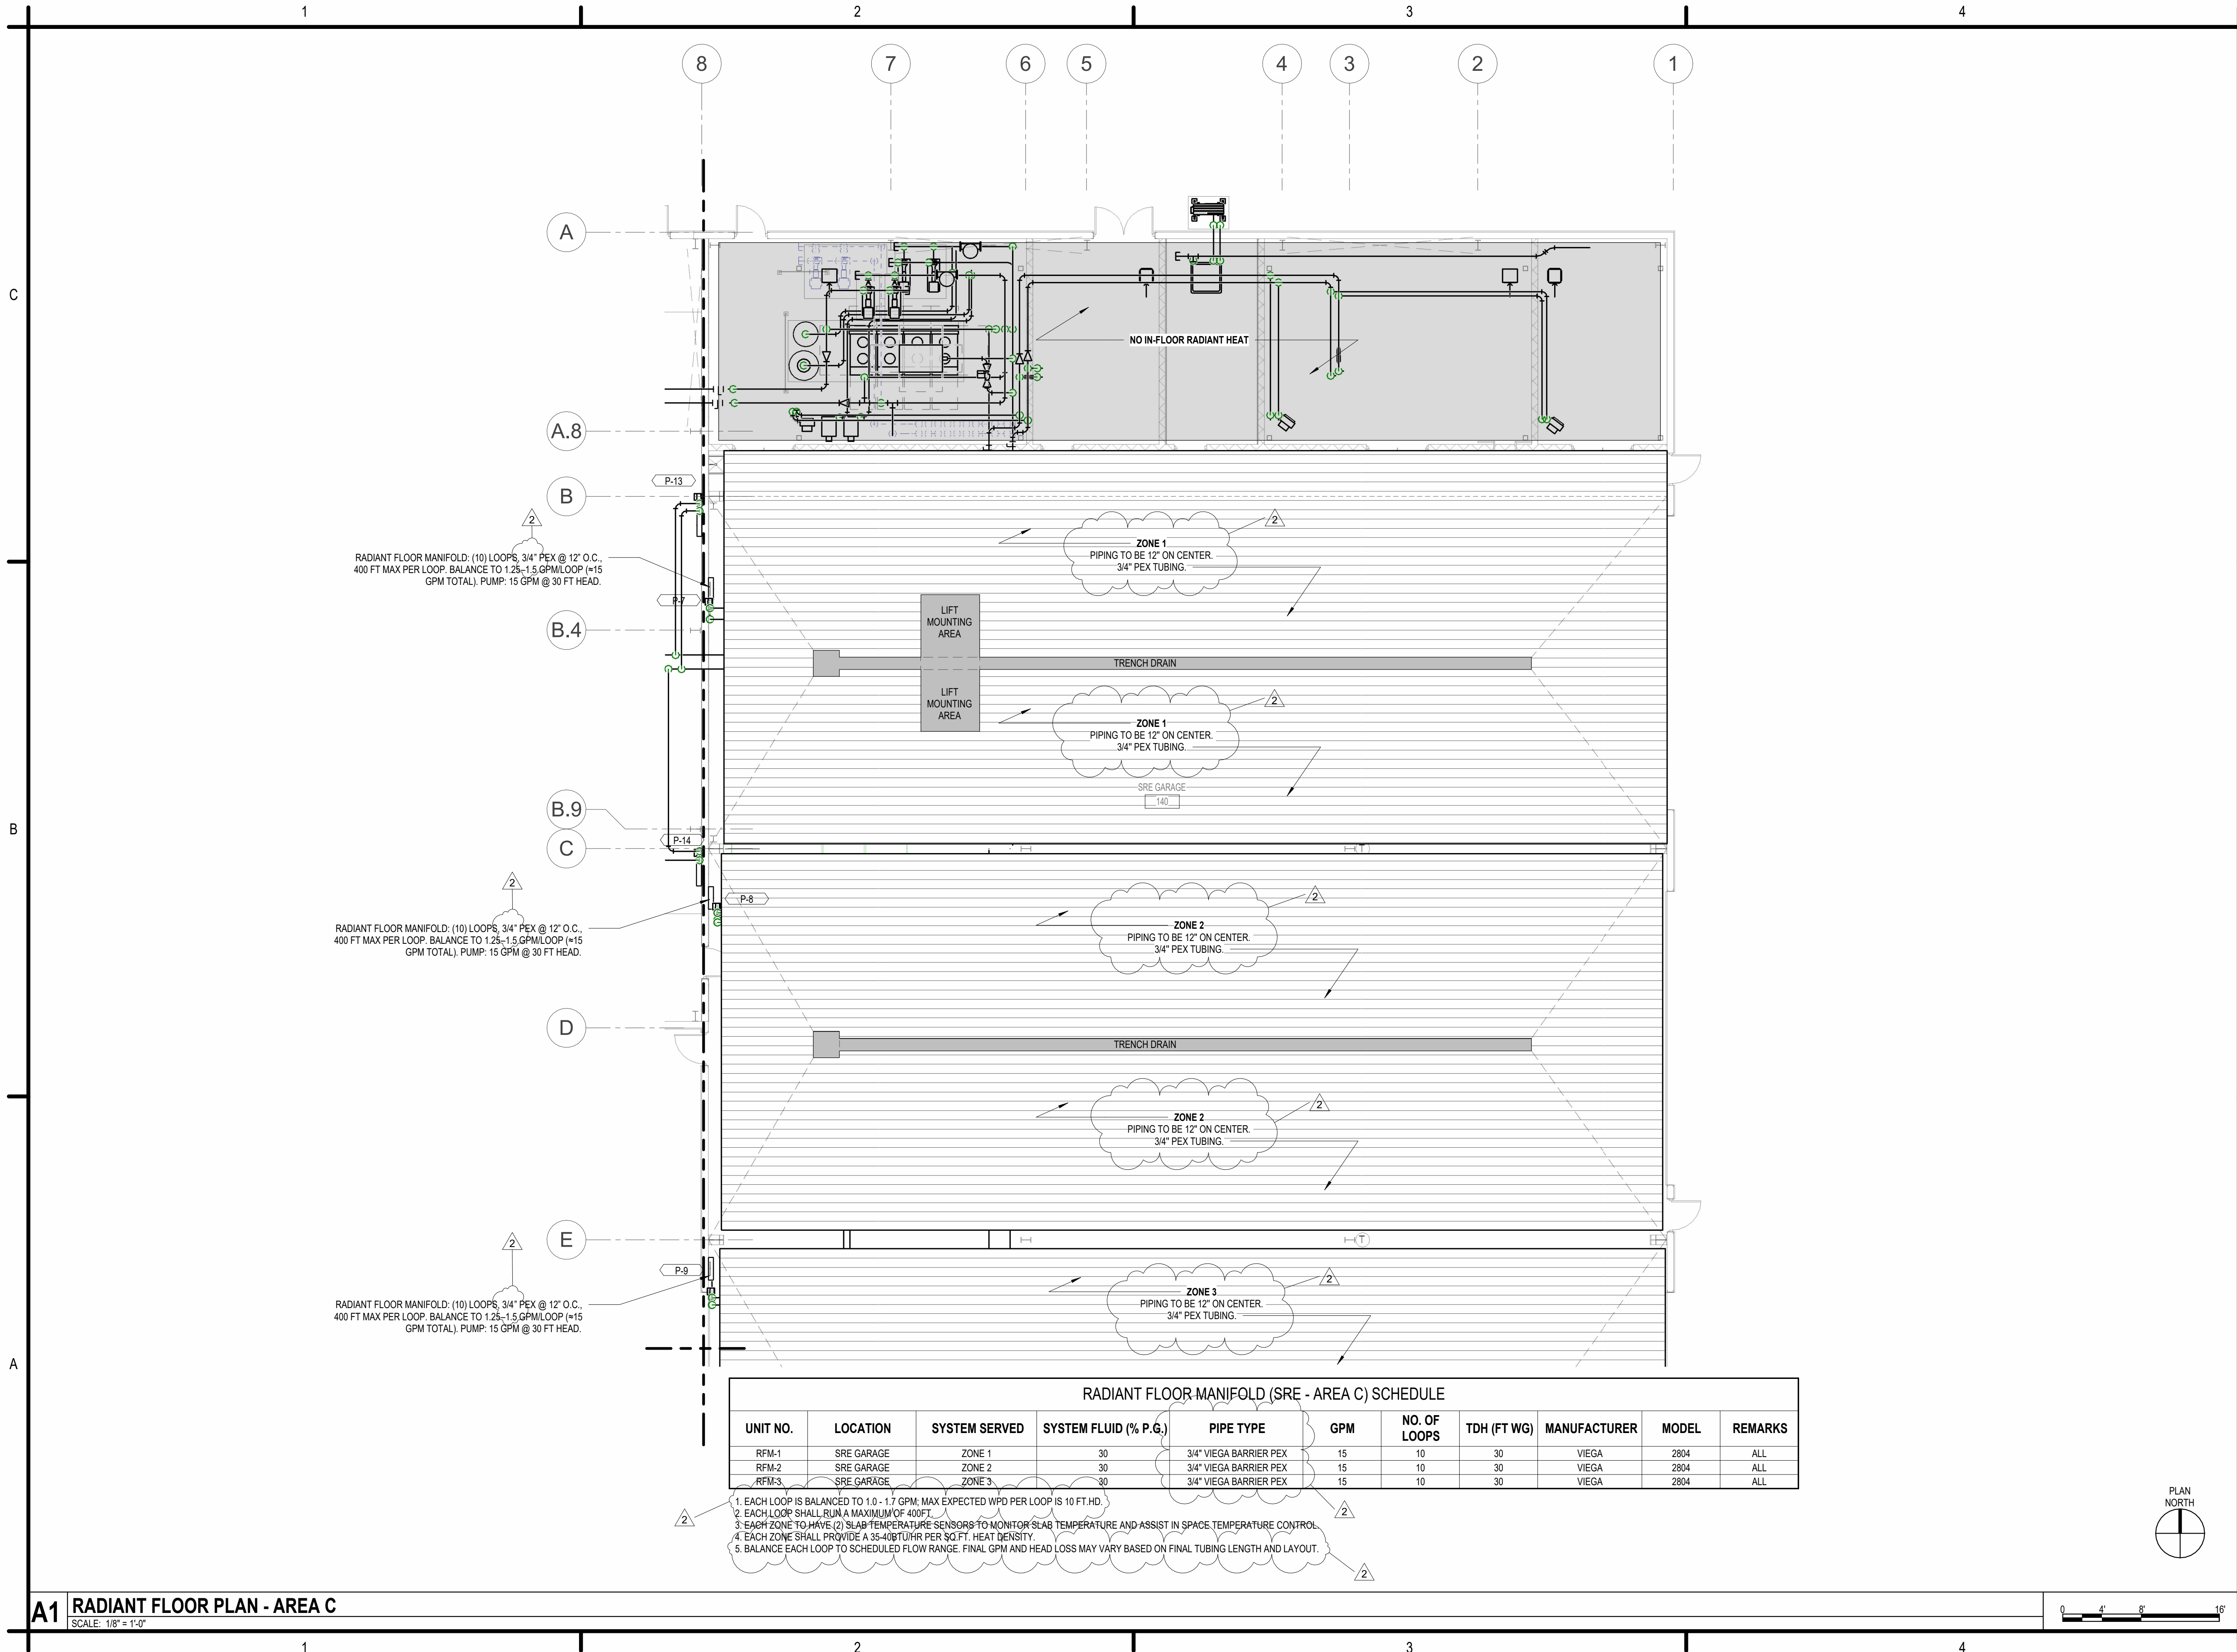 1
2
3
4
8
7
6
5
4
3
2
1
A
C
NO IN-FLOOR RADIANT HEAT
A.8
P-13
B
2
2
ZONE 1
PIPING TO BE 12" ON CENTER.
3/4" PEX TUBING.
RADIANT FLOOR MANIFOLD: (10) LOOPS, 3/4" PEX @ 12" O.C.,
400 FT MAX PER LOOP. BALANCE TO 1.25–1.5 GPM/LOOP (≈15
GPM TOTAL). PUMP: 15 GPM @ 30 FT HEAD.
P-7
LIFT
MOUNTING
AREA
B.4
TRENCH DRAIN
LIFT
MOUNTING
AREA
2
ZONE 1
PIPING TO BE 12" ON CENTER.
3/4" PEX TUBING.
SRE GARAGE
140
B.9
B
P-14
C
T
2
P-8
2
ZONE 2
PIPING TO BE 12" ON CENTER.
3/4" PEX TUBING.
RADIANT FLOOR MANIFOLD: (10) LOOPS, 3/4" PEX @ 12" O.C.,
400 FT MAX PER LOOP. BALANCE TO 1.25–1.5 GPM/LOOP (≈15
GPM TOTAL). PUMP: 15 GPM @ 30 FT HEAD.
D
TRENCH DRAIN
2
ZONE 2
PIPING TO BE 12" ON CENTER.
3/4" PEX TUBING.
E
T
2
P-9
2
ZONE 3
PIPING TO BE 12" ON CENTER.
3/4" PEX TUBING.
RADIANT FLOOR MANIFOLD: (10) LOOPS, 3/4" PEX @ 12" O.C.,
400 FT MAX PER LOOP. BALANCE TO 1.25–1.5 GPM/LOOP (≈15
GPM TOTAL). PUMP: 15 GPM @ 30 FT HEAD.
A
RADIANT FLOOR MANIFOLD (SRE - AREA C) SCHEDULE
UNIT NO. LOCATION SYSTEM SERVED SYSTEM FLUID (% P.G.) PIPE TYPE GPM NO. OF LOOPS TDH (FT WG) MANUFACTURER MODEL REMARKS
RFM-1 SRE GARAGE ZONE 1 30 3/4" VIEGA BARRIER PEX 15 10 30 VIEGA 2804 ALL
RFM-2 SRE GARAGE ZONE 2 30 3/4" VIEGA BARRIER PEX 15 10 30 VIEGA 2804 ALL
RFM-3 SRE GARAGE ZONE 3 30 3/4" VIEGA BARRIER PEX 15 10 30 VIEGA 2804 ALL
1. EACH LOOP IS BALANCED TO 1.0 - 1.7 GPM; MAX EXPECTED WPD PER LOOP IS 10 FT.HD.
2. EACH LOOP SHALL RUN A MAXIMUM OF 400FT.
3. EACH ZONE TO HAVE (2) SLAB TEMPERATURE SENSORS TO MONITOR SLAB TEMPERATURE AND ASSIST IN SPACE TEMPERATURE CONTROL.
4. EACH ZONE SHALL PROVIDE A 35-40BTU/HR PER SQ.FT. HEAT DENSITY.
5. BALANCE EACH LOOP TO SCHEDULED FLOW RANGE. FINAL GPM AND HEAD LOSS MAY VARY BASED ON FINAL TUBING LENGTH AND LAYOUT.
2
2
2
PLAN
NORTH
A1 RADIANT FLOOR PLAN - AREA C
SCALE: 1/8" = 1'-0"
0 4' 8' 16'
1
2
3
4